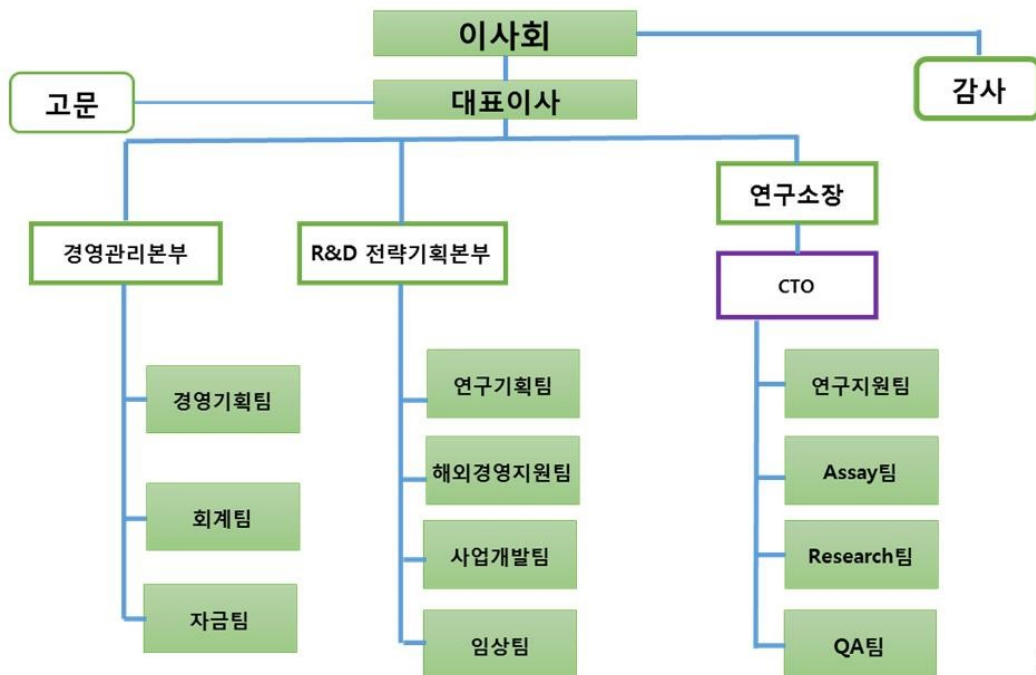 이사회
고문
대표이사
감사
연구소장
경영관리본부
R&D 전략기획본부
CTO
경영기획팀
연구기획팀
연구지원팀
해외경영지원팀
Assay팀
회계팀
사업개발팀
Research팀
자금팀
임상팀
QA팀